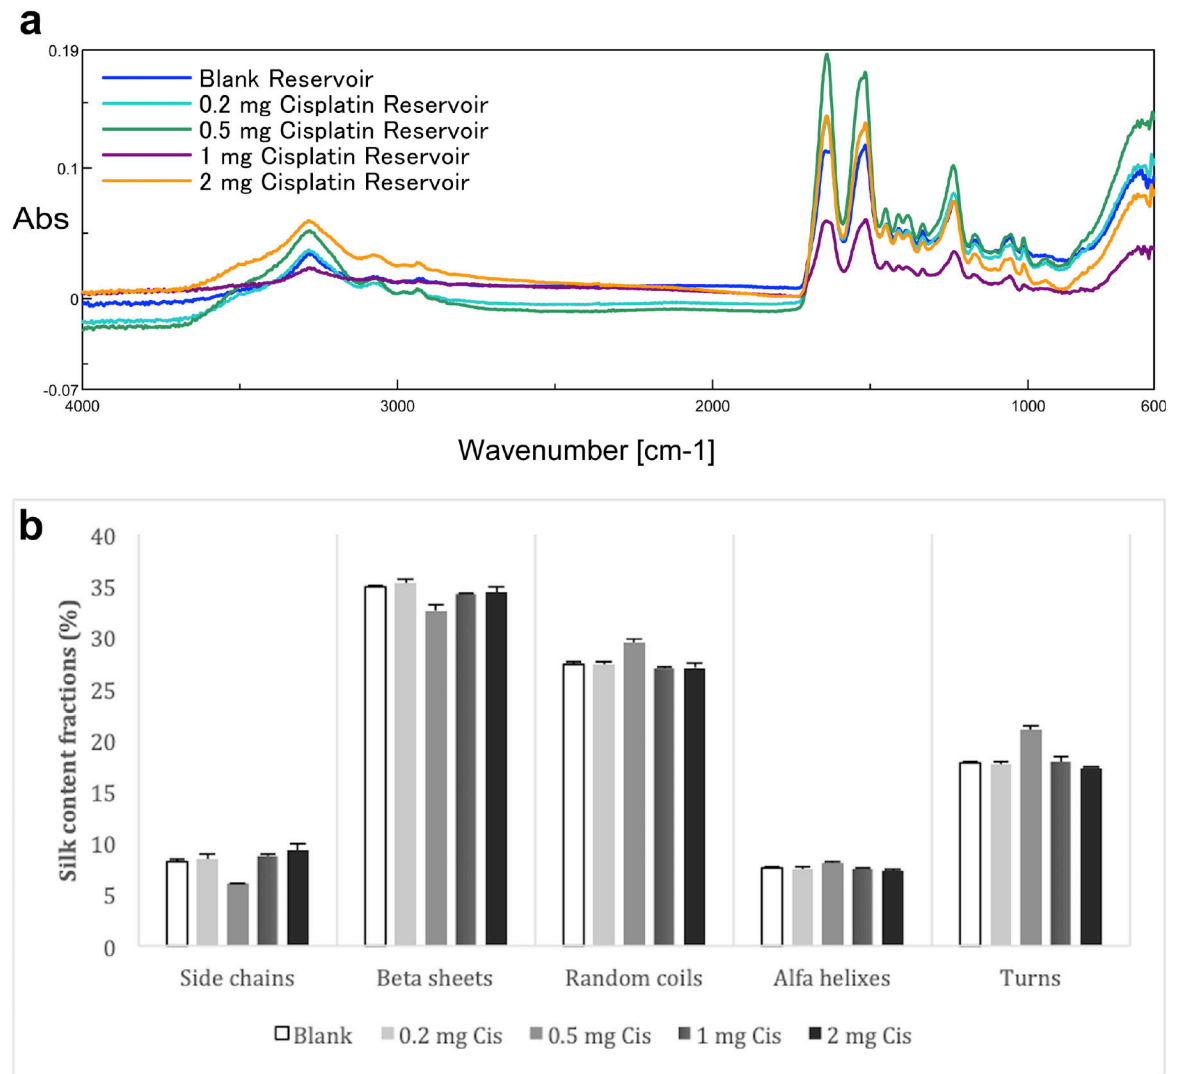 a
0.19
Blank Reservoir
0.2 mg Cisplatin Reservoir
0.5 mg Cisplatin Reservoir
1 mg Cisplatin Reservoir
2 mg Cisplatin Reservoir
0.1
Abs
0
-0.07
4000 3000 2000 1000 600
Wavenumber [cm-1]
b
40
35
30
25
20
15
10
5
0
Silk content fractions (%)
Side chains Beta sheets Random coils Alfa helixes Turns
Blank 0.2 mg Cis 0.5 mg Cis 1 mg Cis 2 mg Cis